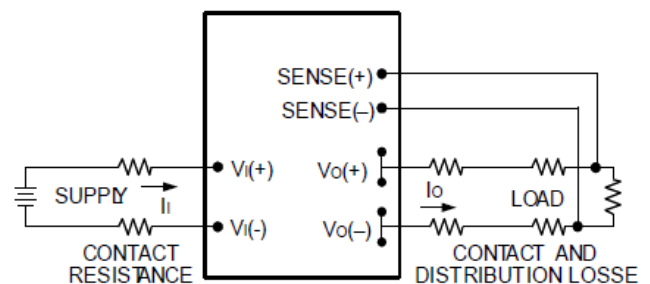 SENSE(+)
SENSE(–)
VI(+) VO(+)
SUPPLY II IO LOAD
VI(-) VO(–)
CONTACT RESISTANCE
CONTACT AND DISTRIBUTION LOSSE